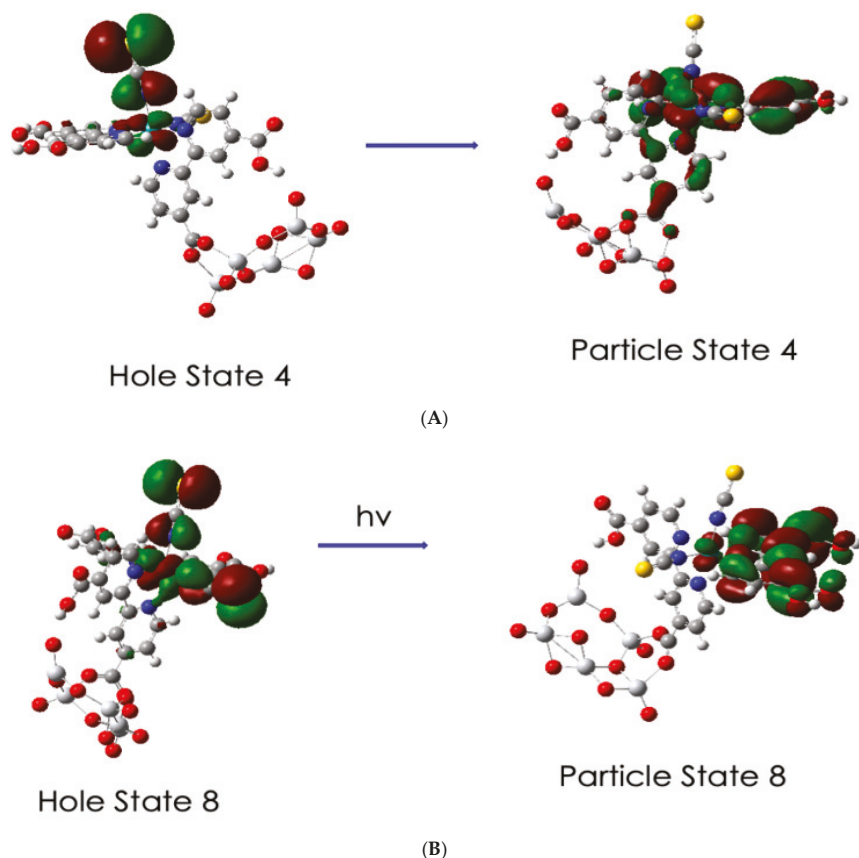 Hole State 4
Particle State 4
(A)
hv
Hole State 8
Particle State 8
(B)